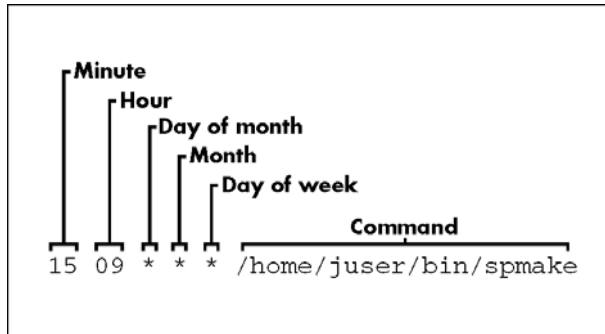 Minute
Hour
Day of month
Month
Day of week
Command
15 09 * * * /home/juser/bin/spmake